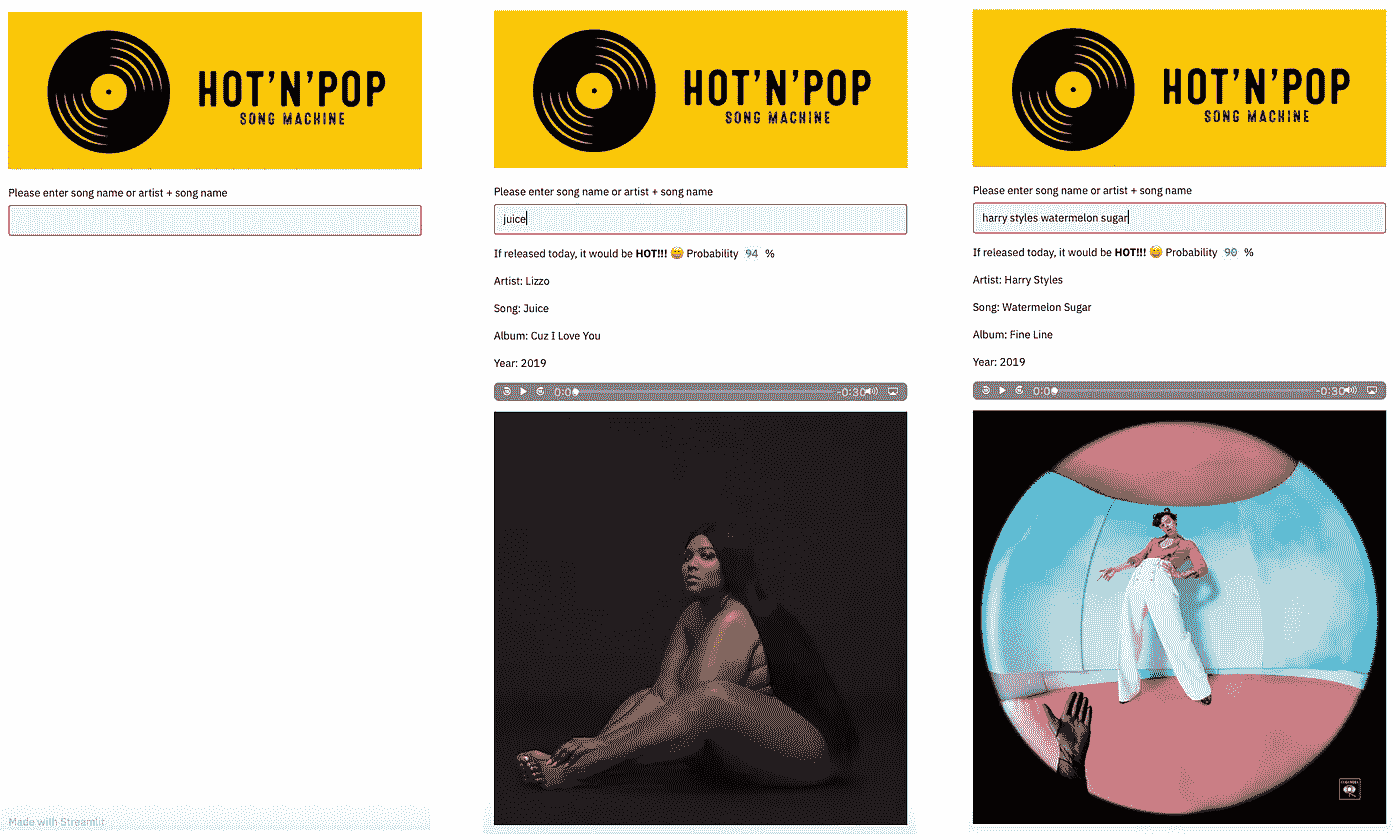 HOT'N'POP
SONG MACHINE
Please enter song name or artist + song name
Made with Streamlit
HOT'N'POP
SONG MACHINE
Please enter song name or artist + song name
juice
If released today, it would be HOT!!! 😄 Probability 94 %
Artist: Lizzo
Song: Juice
Album: Cuz I Love You
Year: 2019
0:00 -0:30
HOT'N'POP
SONG MACHINE
Please enter song name or artist + song name
harry styles watermelon sugar
If released today, it would be HOT!!! 😄 Probability 90 %
Artist: Harry Styles
Song: Watermelon Sugar
Album: Fine Line
Year: 2019
0:00 -0:30